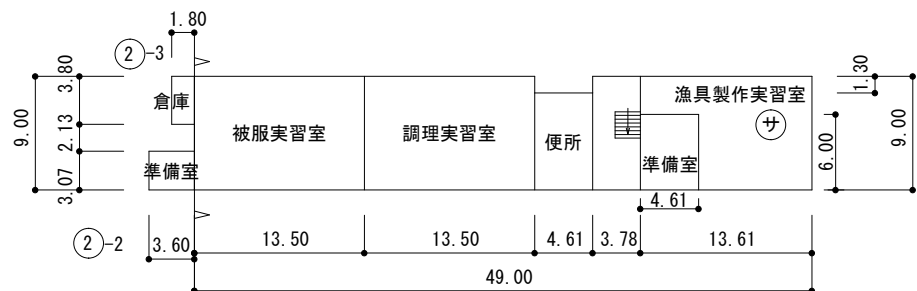 1.80
②-3
3.80
2.13
3.07
9.00
倉庫
準備室
被服実習室
調理実習室
便所
準備室
漁具製作実習室
サ
1.30
6.00
9.00
4.61
②-2
3.60
13.50
13.50
4.61
3.78
13.61
49.00